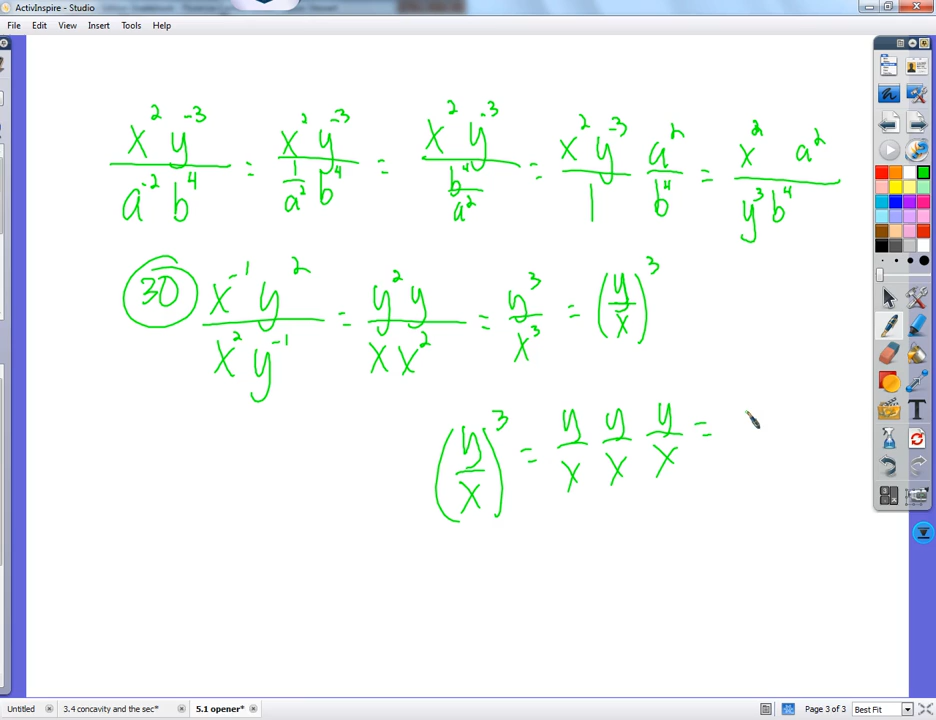 ActivInspire - Studio
File Edit View Insert Tools Help
x² y⁻³ / a⁻² b⁴ = x² y⁻³ / (1/a²) b⁴ = x² y⁻³ / (b⁴/a²) = x² y⁻³ / 1 a² / b⁴ = x² a² / y³ b⁴
30 x⁻¹ y² / x² y⁻¹ = y² y / x x² = y³ / x³ = (y/x)³
(y/x)³ = y/x y/x y/x =
Untitled 3.4 concavity and the sec* 5.1 opener* Page 3 of 3 Best Fit